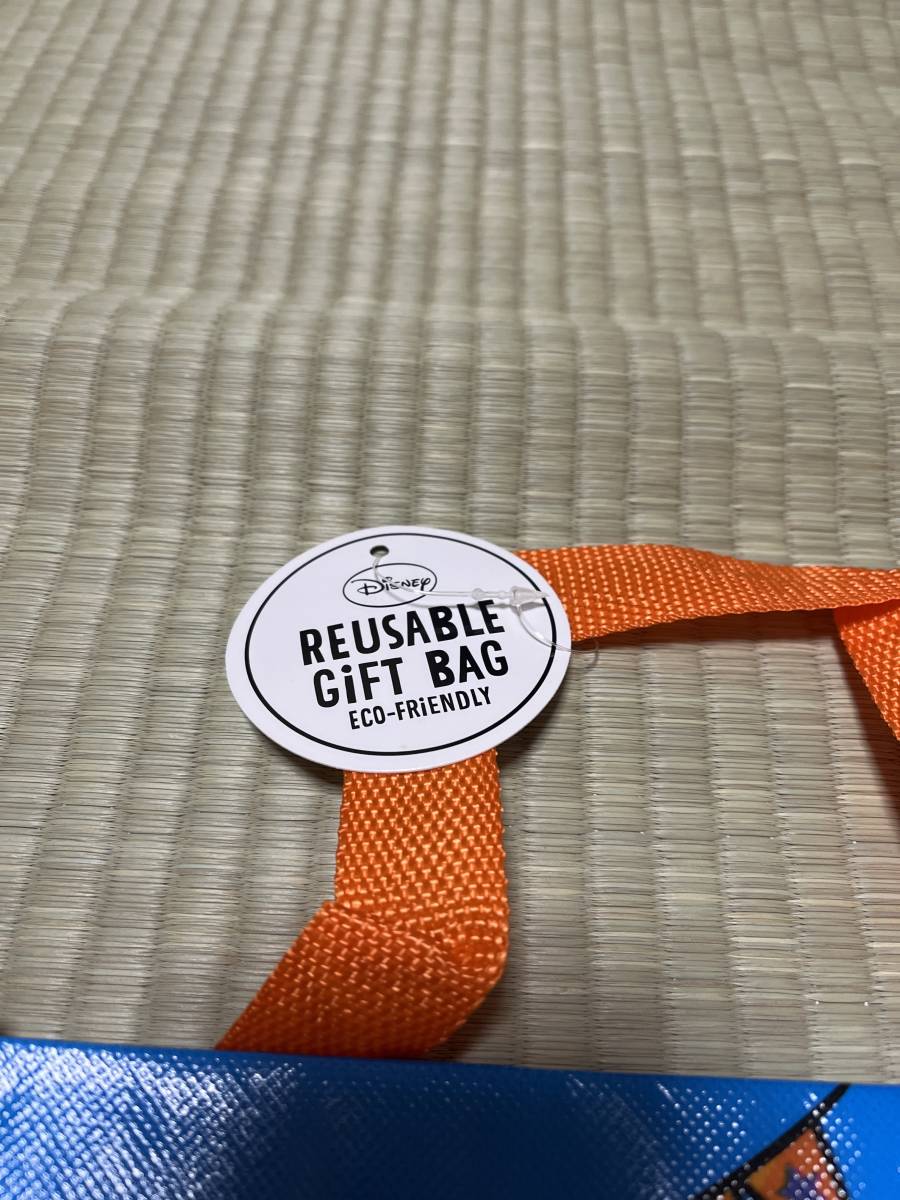 Disney
REUSABLE
GiFT BAG
ECO-FRiENDLY